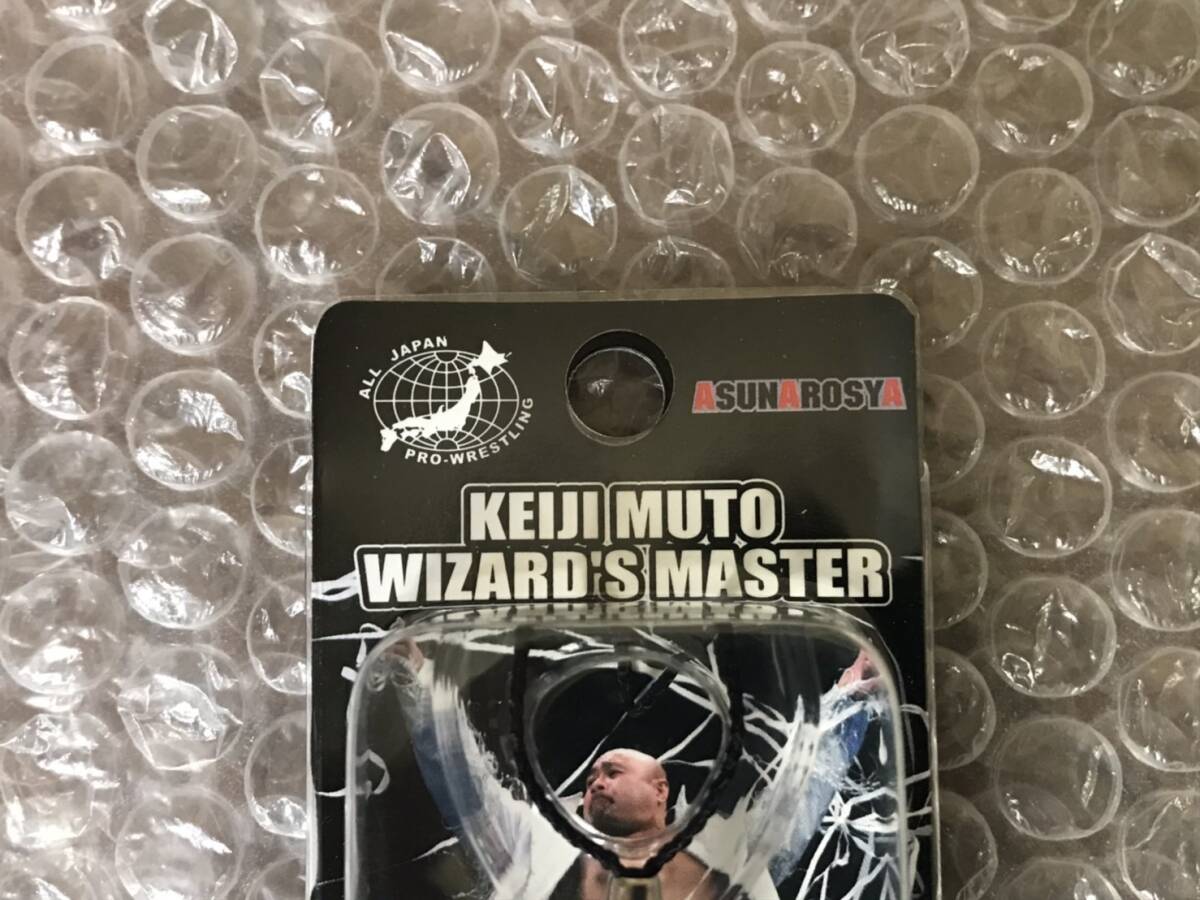 ALL JAPAN
PRO-WRESTLING
ASUNAROSYA
KEIJI MUTO
WIZARD'S MASTER